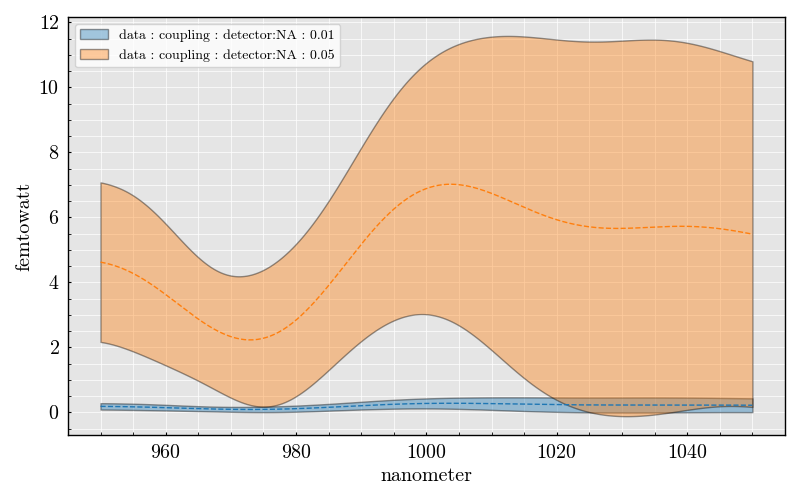 data : coupling : detector:NA : 0.01
data : coupling : detector:NA : 0.05
12
10
8
6
4
2
0
femtowatt
960 980 1000 1020 1040
nanometer